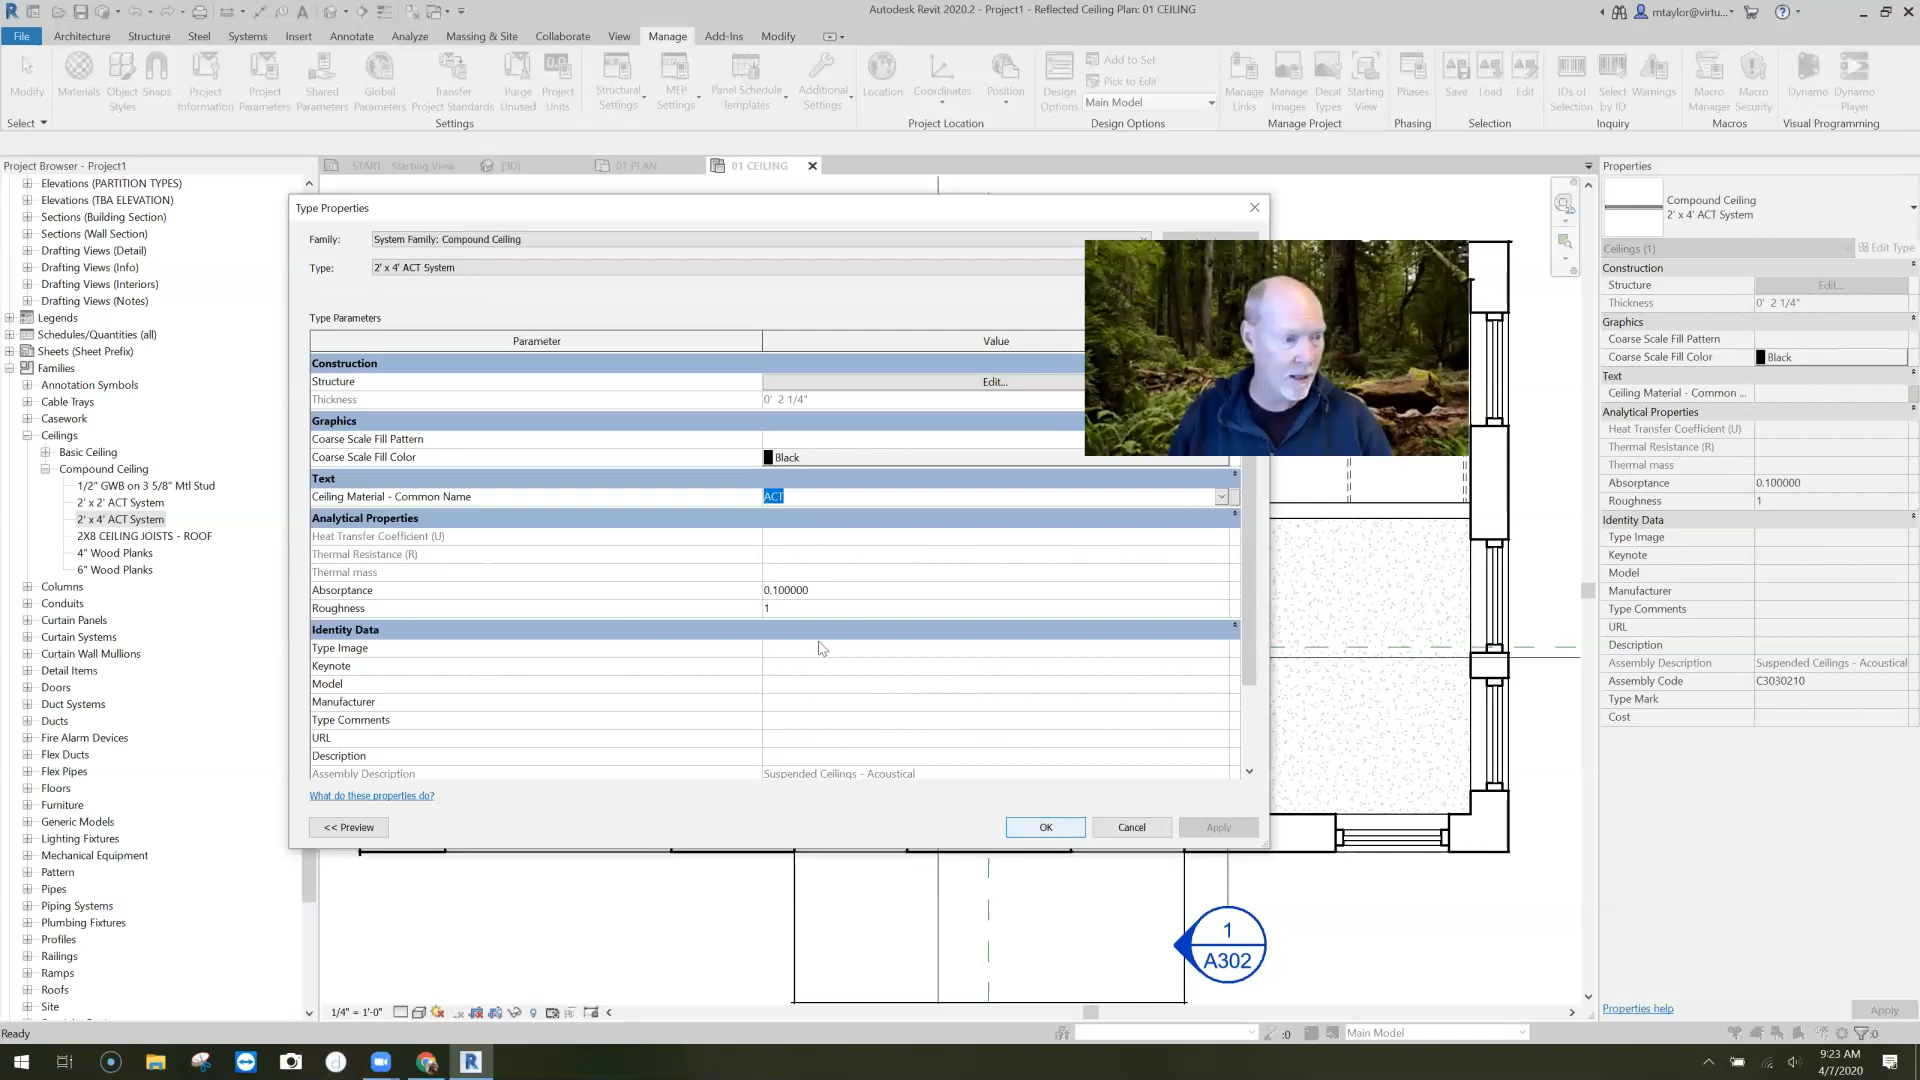 Autodesk Revit 2020.2 - Project1 - Reflected Ceiling Plan: 01 CEILING
mtaylor@virtu...
File Architecture Structure Steel Systems Insert Annotate Analyze Massing & Site Collaborate View Manage Add-Ins Modify
Modify Materials Object Styles Snaps Project Information Project Parameters Shared Parameters Global Parameters Transfer Project Standards Purge Unused Project Units Structural Settings MEP Settings Panel Schedule Templates Additional Settings Location Coordinates Position Design Options Add to Set Pick to Edit Main Model Manage Links Manage Images Decal Types Starting View Phases Save Load Edit IDs of Selection Select by ID Warnings Macro Manager Macro Security Dynamo Dynamo Player
Select Settings Project Location Design Options Manage Project Phasing Selection Inquiry Macros Visual Programming
Project Browser - Project1
Elevations (PARTITION TYPES)
Elevations (TBA ELEVATION)
Sections (Building Section)
Sections (Wall Section)
Drafting Views (Detail)
Drafting Views (Info)
Drafting Views (Interiors)
Drafting Views (Notes)
Legends
Schedules/Quantities (all)
Sheets (Sheet Prefix)
Families
Annotation Symbols
Cable Trays
Casework
Ceilings
Basic Ceiling
Compound Ceiling
1/2" GWB on 3 5/8" Mtl Stud
2' x 2' ACT System
2' x 4' ACT System
2X8 CEILING JOISTS - ROOF
4" Wood Planks
6" Wood Planks
Columns
Conduits
Curtain Panels
Curtain Systems
Curtain Wall Mullions
Detail Items
Doors
Duct Systems
Ducts
Fire Alarm Devices
Flex Ducts
Flex Pipes
Floors
Furniture
Generic Models
Lighting Fixtures
Mechanical Equipment
Pattern
Pipes
Piping Systems
Plumbing Fixtures
Profiles
Railings
Ramps
Roofs
Site
START - Starting View {3D} 01 PLAN 01 CEILING
Type Properties
Family: System Family: Compound Ceiling
Type: 2' x 4' ACT System
Type Parameters
Parameter Value
Construction
Structure Edit...
Thickness 0' 2 1/4"
Graphics
Coarse Scale Fill Pattern
Coarse Scale Fill Color Black
Text
Ceiling Material - Common Name ACT
Analytical Properties
Heat Transfer Coefficient (U)
Thermal Resistance (R)
Thermal mass
Absorptance 0.100000
Roughness 1
Identity Data
Type Image
Keynote
Model
Manufacturer
Type Comments
URL
Description
Assembly Description Suspended Ceilings - Acoustical
What do these properties do?
<< Preview OK Cancel Apply
1
A302
1/4" = 1'-0"
Properties
Compound Ceiling
2' x 4' ACT System
Ceilings (1) Edit Type
Construction
Structure Edit...
Thickness 0' 2 1/4"
Graphics
Coarse Scale Fill Pattern
Coarse Scale Fill Color Black
Text
Ceiling Material - Common ...
Analytical Properties
Heat Transfer Coefficient (U)
Thermal Resistance (R)
Thermal mass
Absorptance 0.100000
Roughness 1
Identity Data
Type Image
Keynote
Model
Manufacturer
Type Comments
URL
Description
Assembly Description Suspended Ceilings - Acoustical
Assembly Code C3030210
Type Mark
Cost
Properties help Apply
Ready :0 Main Model :0
9:23 AM
4/7/2020